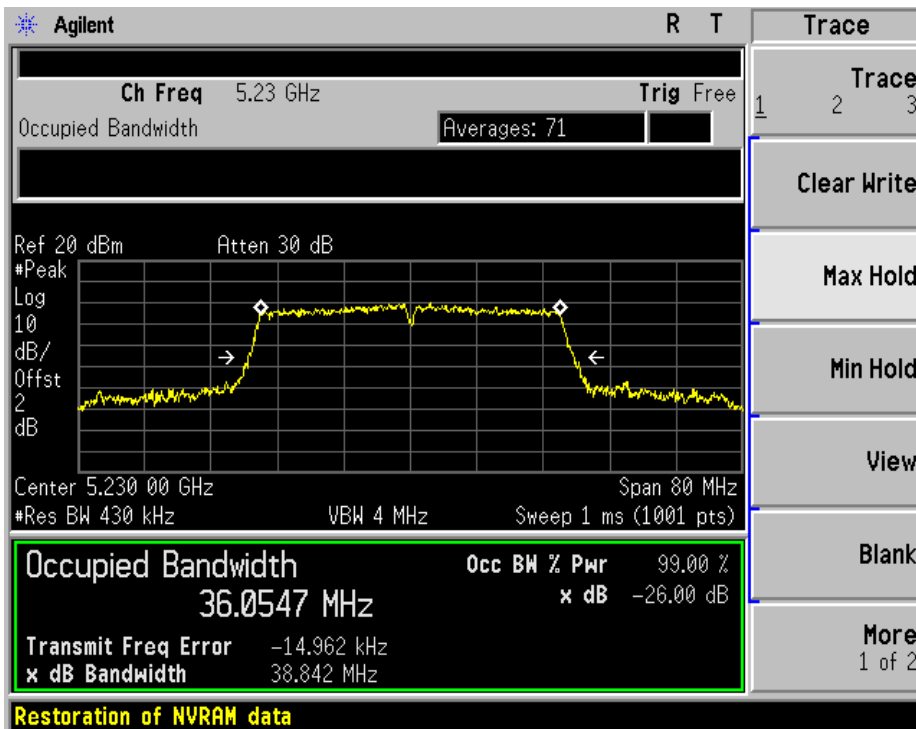 Agilent R T Trace
Ch Freq 5.23 GHz Trig Free
Occupied Bandwidth Averages: 71
Ref 20 dBm Atten 30 dB
#Peak
Log
10
dB/
Offst
2
dB
Center 5.230 00 GHz Span 80 MHz
#Res BW 430 kHz VBW 4 MHz Sweep 1 ms (1001 pts)
Occupied Bandwidth Occ BW % Pwr 99.00 %
36.0547 MHz x dB -26.00 dB
Transmit Freq Error -14.962 kHz
x dB Bandwidth 38.842 MHz
Restoration of NVRAM data
Trace
1 2 3
Clear Write
Max Hold
Min Hold
View
Blank
More
1 of 2